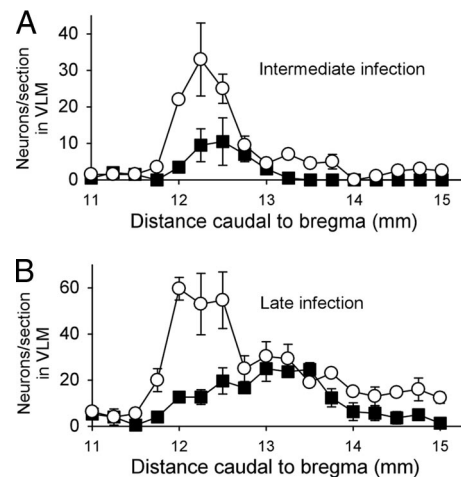 A
Neurons/section
in VLM
40
30
20
10
0
Intermediate infection
11 12 13 14 15
Distance caudal to bregma (mm)
B
Neurons/section
in VLM
60
40
20
0
Late infection
11 12 13 14 15
Distance caudal to bregma (mm)